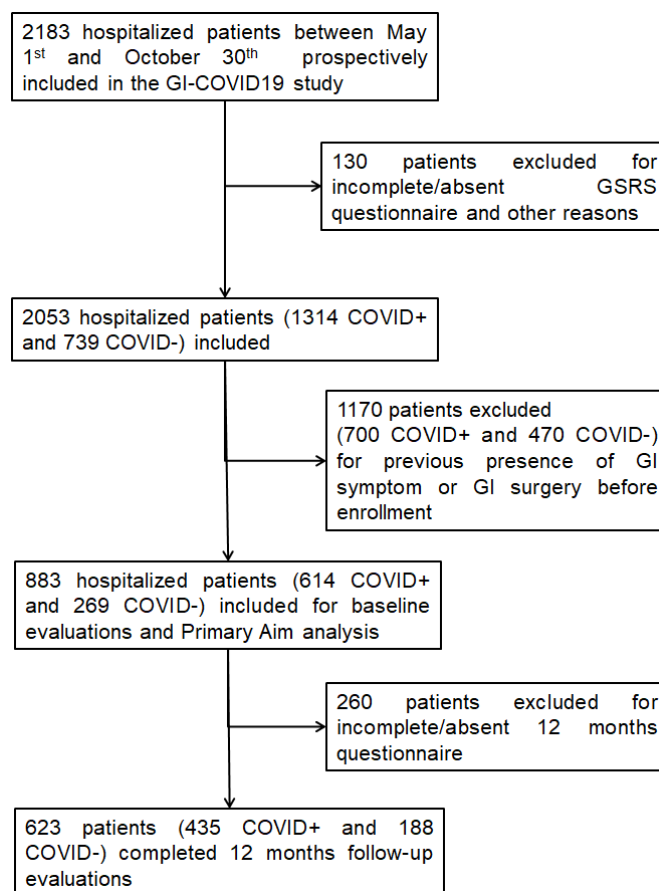 2183 hospitalized patients between May
1st and October 30th prospectively
included in the GI-COVID19 study
130 patients excluded for
incomplete/absent GSRS
questionnaire and other reasons
2053 hospitalized patients (1314 COVID+
and 739 COVID-) included
1170 patients excluded
(700 COVID+ and 470 COVID-)
for previous presence of GI
symptom or GI surgery before
enrollment
883 hospitalized patients (614 COVID+
and 269 COVID-) included for baseline
evaluations and Primary Aim analysis
260 patients excluded for
incomplete/absent 12 months
questionnaire
623 patients (435 COVID+ and 188
COVID-) completed 12 months follow-up
evaluations